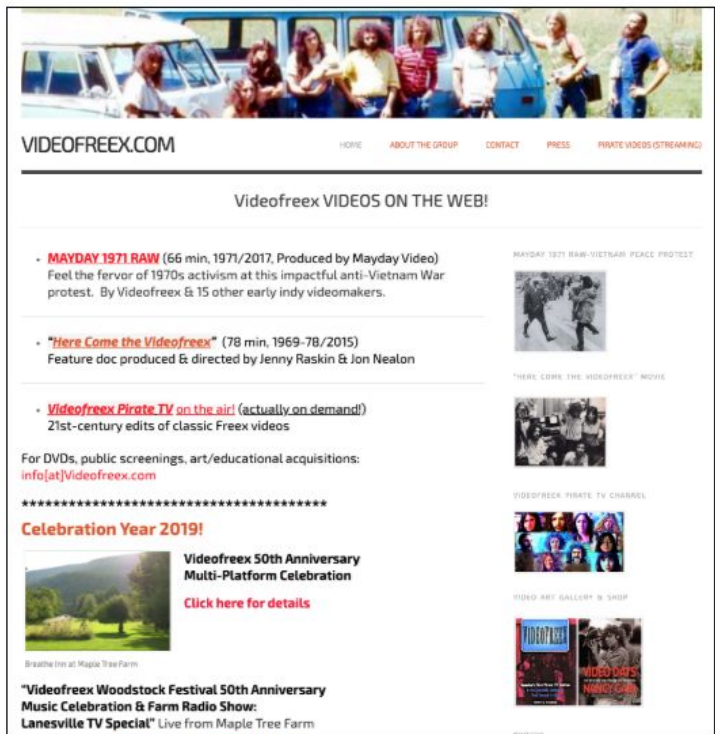 VIDEOFREEX.COM
HOME ABOUT THE GROUP CONTACT PRESS PIRATE VIDEOS (STREAMING)
Videofreex VIDEOS ON THE WEB!
MAYDAY 1971 RAW (66 min, 1971/2017, Produced by Mayday Video)
Feel the fervor of 1970s activism at this impactful anti-Vietnam War
protest. By Videofreex & 15 other early indy videomakers.
"Here Come the Videofreex" (78 min, 1969-78/2015)
Feature doc produced & directed by Jenny Raskin & Jon Nealon
Videofreex Pirate TV on the air! (actually on demand!)
21st-century edits of classic Freex videos
For DVDs, public screenings, art/educational acquisitions:
info[at]Videofreex.com
***************************************
Celebration Year 2019!
Videofreex 50th Anniversary
Multi-Platform Celebration
Click here for details
Breathe Inn at Maple Tree Farm
"Videofreex Woodstock Festival 50th Anniversary
Music Celebration & Farm Radio Show:
Lanesville TV Special" Live from Maple Tree Farm
MAYDAY 1971 RAW-VIETNAM PEACE PROTEST
"HERE COME THE VIDEOFREEX" MOVIE
VIDEOFREEX PIRATE TV CHANNEL
VIDEO ART GALLERY & SHOP
VIDEOFREEX
VIDEO DAYS
NANCY CAIN